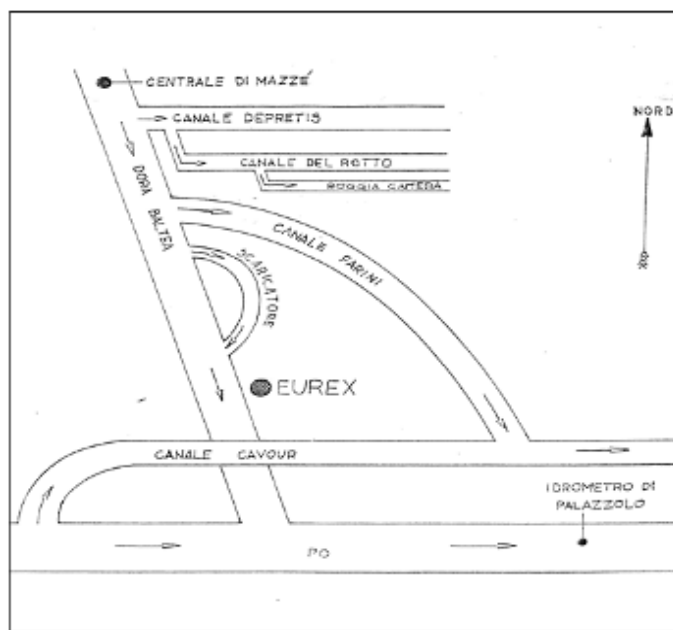 CENTRALE DI MAZZE'
NORD
CANALE DEPRETIS
CANALE DEL ROTTO
ROGGIA CAMERA
DORA
BALTEA
CANALE FARINI
SCARICATORE
EUREX
CANALE CAVOUR
IDROMETRO DI
PALAZZOLO
PO